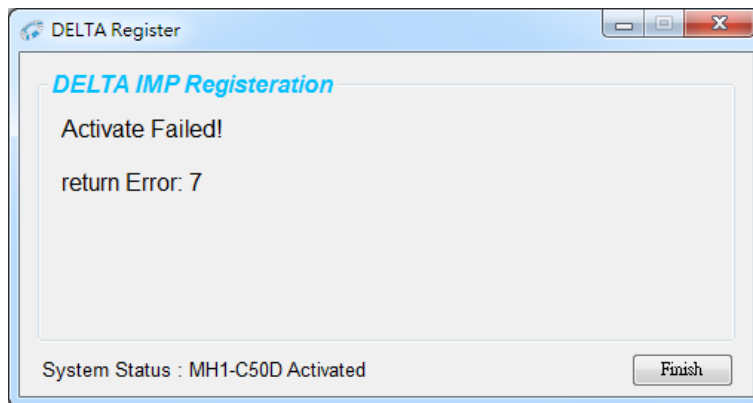 DELTA Register
DELTA IMP Registeration
Activate Failed!
return Error: 7
System Status : MH1-C50D Activated
Finish